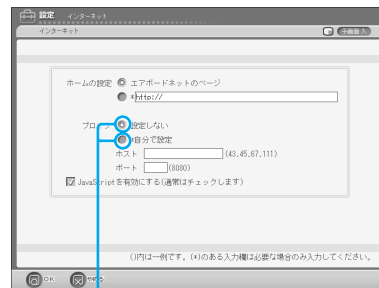 設定 インターネット
インターネット
子画面 入
ホームの設定 エアボードネットのページ
*http://
プロキシ 設定しない
*自分で設定
ホスト (43.45.67.111)
ポート (8080)
JavaScriptを有効にする(通常はチェックします)
()内は一例です。(*)のある入力欄は必要な場合のみ入力してください。
OK やめる